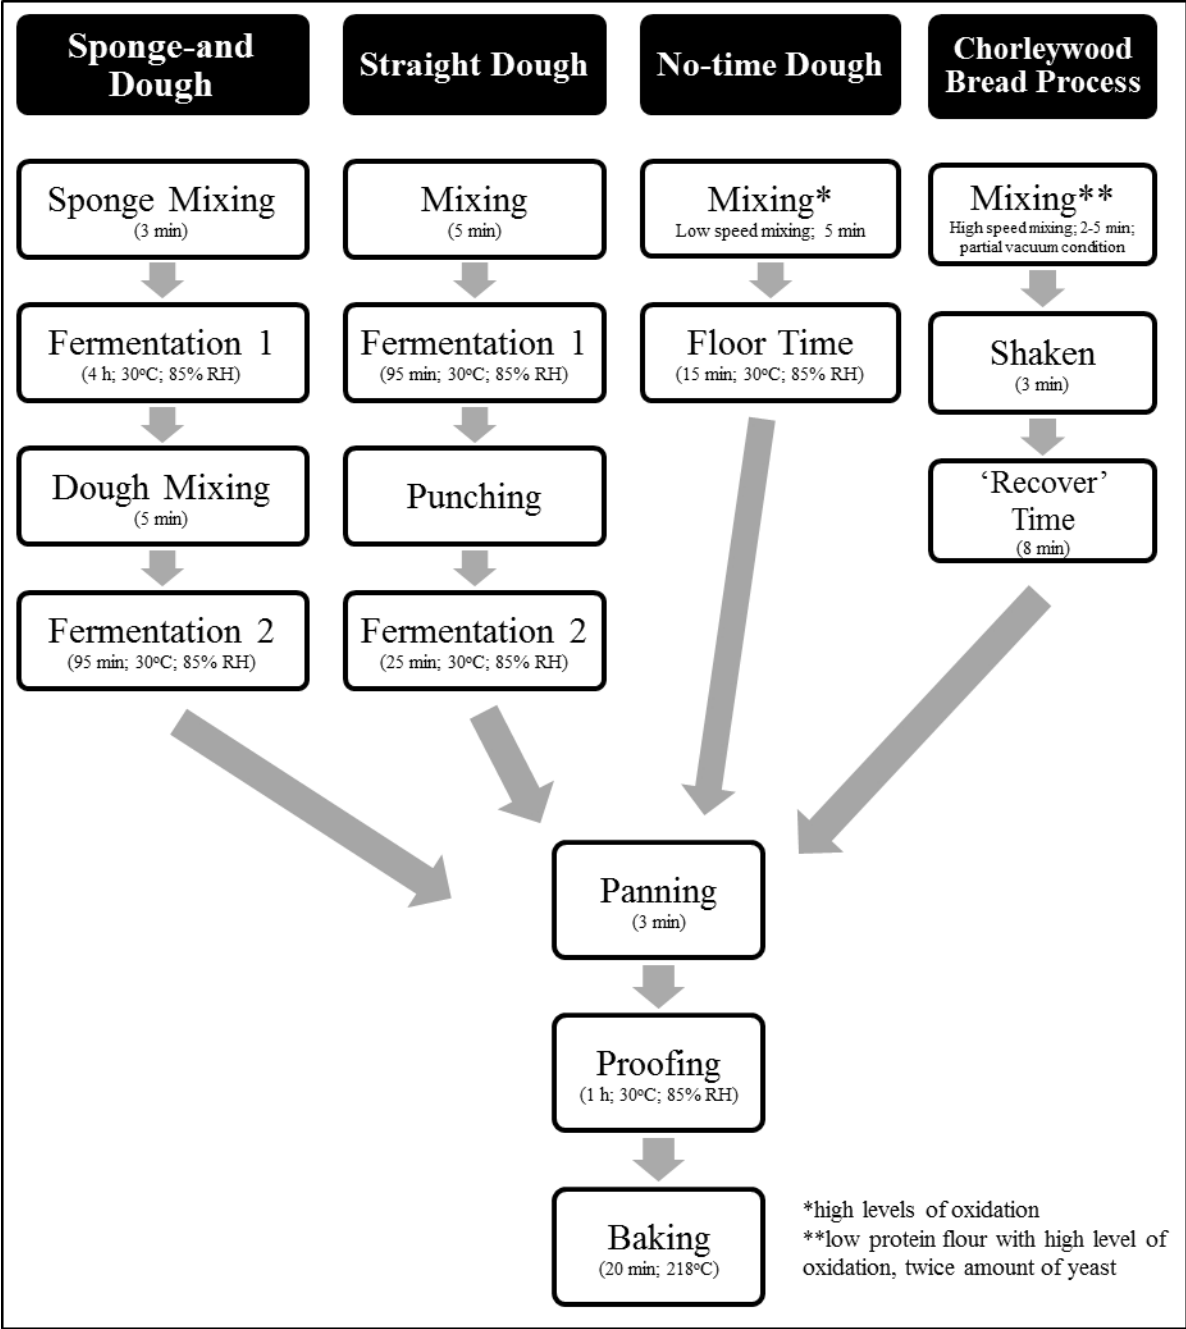 Sponge-and
Dough
Straight Dough
No-time Dough
Chorleywood
Bread Process
Sponge Mixing
(3 min)
Fermentation 1
(4 h; 30ºC; 85% RH)
Dough Mixing
(5 min)
Fermentation 2
(95 min; 30ºC; 85% RH)
Mixing
(5 min)
Fermentation 1
(95 min; 30ºC; 85% RH)
Punching
Fermentation 2
(25 min; 30ºC; 85% RH)
Mixing*
Low speed mixing; 5 min
Floor Time
(15 min; 30ºC; 85% RH)
Mixing**
High speed mixing; 2-5 min;
partial vacuum condition
Shaken
(3 min)
‘Recover’
Time
(8 min)
Panning
(3 min)
Proofing
(1 h; 30ºC; 85% RH)
Baking
(20 min; 218ºC)
*high levels of oxidation
**low protein flour with high level of
oxidation, twice amount of yeast